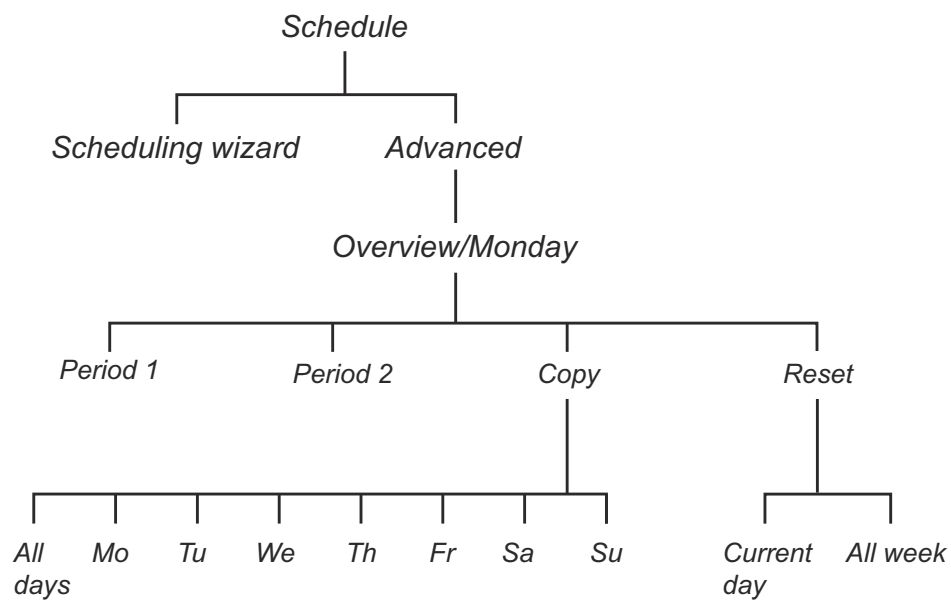 Schedule
Scheduling wizard
Advanced
Overview/Monday
Period 1
Period 2
Copy
Reset
All
days
Mo
Tu
We
Th
Fr
Sa
Su
Current
day
All week